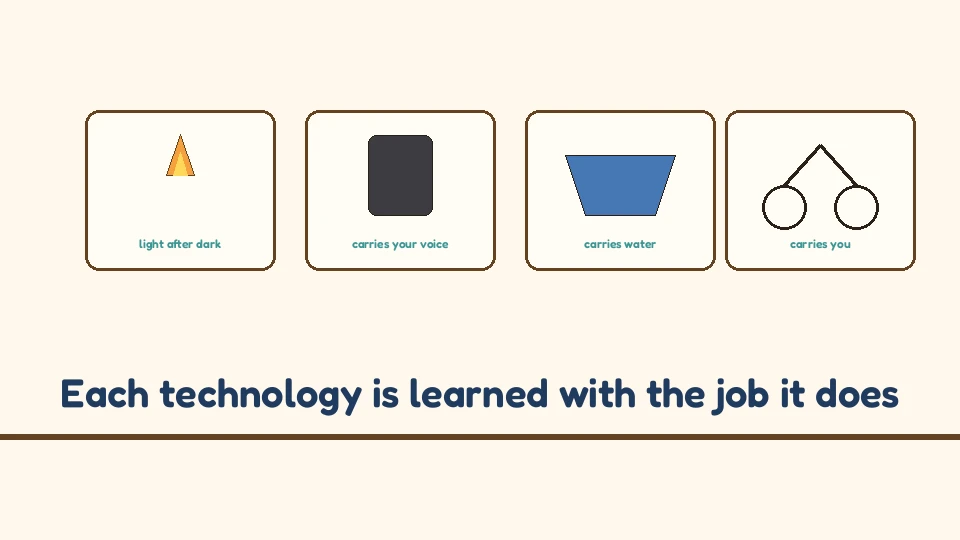 light after dark
carries your voice
carries water
carries you
Each technology is learned with the job it does